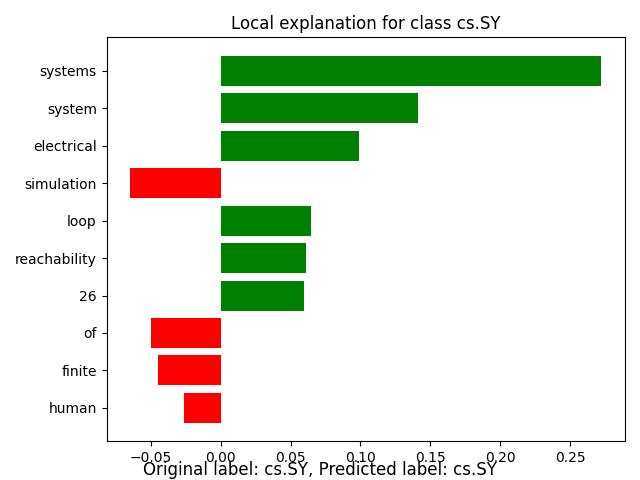 Local explanation for class cs.SY
systems
system
electrical
simulation
loop
reachability
26
of
finite
human
−0.05 0.00 0.05 0.10 0.15 0.20 0.25
Original label: cs.SY, Predicted label: cs.SY